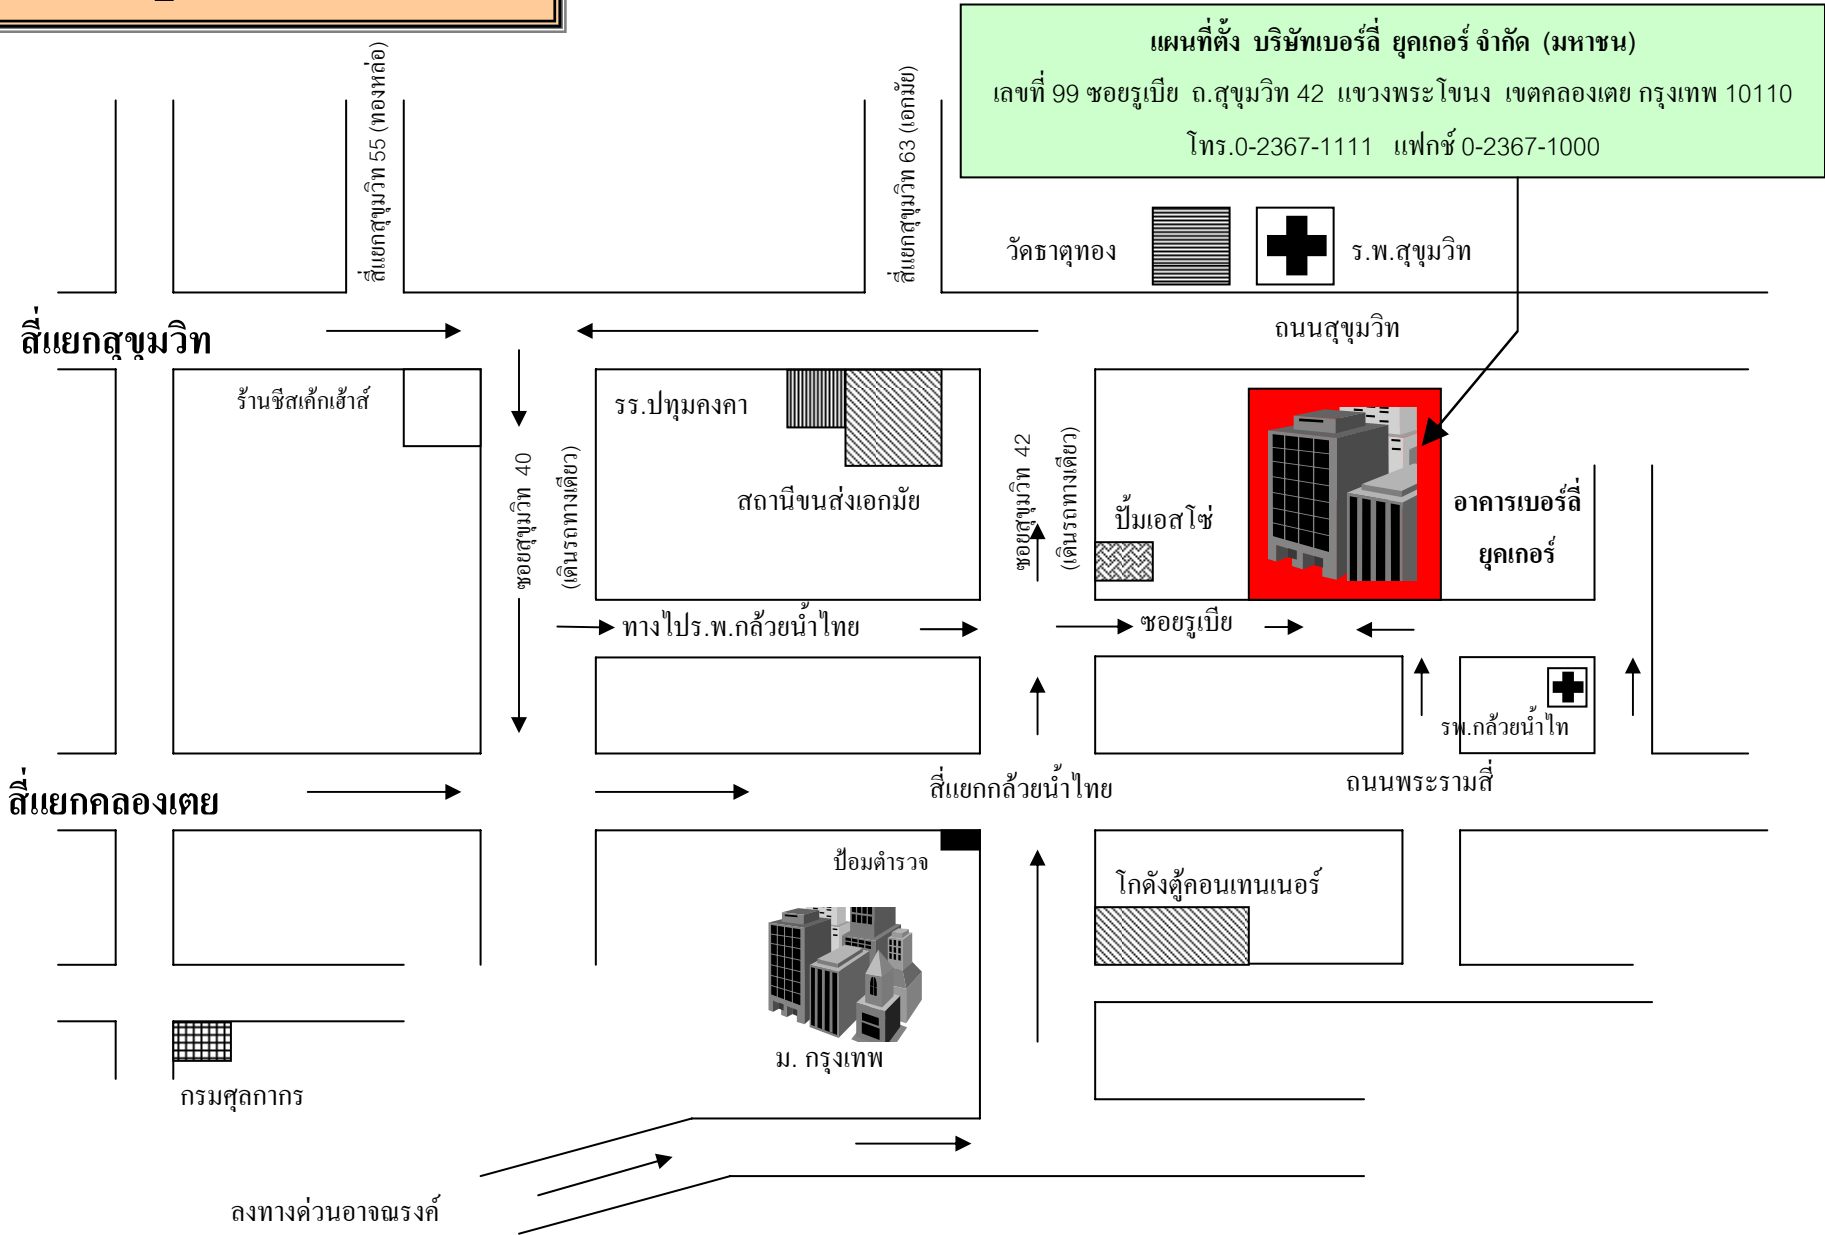 แผนที่ตั้ง บริษัทเบอร์ลี่ ยุคเกอร์ จำกัด (มหาชน)
เลขที่ 99 ซอยรูเบีย ถ.สุขุมวิท 42 แขวงพระโขนง เขตคลองเตย กรุงเทพ 10110
โทร.0-2367-1111 แฟกซ์ 0-2367-1000
สี่แยกสุขุมวิท 55 (ทองหล่อ)
สี่แยกสุขุมวิท 63 (เอกมัย)
วัดธาตุทอง
ร.พ.สุขุมวิท
สี่แยกสุขุมวิท
ถนนสุขุมวิท
ร้านชีสเค้กเฮ้าส์
รร.ปทุมคงคา
ซอยสุขุมวิท 40
(เดินรถทางเดียว)
สถานีขนส่งเอกมัย
ซอยสุขุมวิท 42
(เดินรถทางเดียว)
ปั้มเอสโซ่
อาคารเบอร์ลี่
ยุคเกอร์
ทางไปร.พ.กล้วยน้ำไทย
ซอยรูเบีย
รพ.กล้วยน้ำไท
สี่แยกคลองเตย
สี่แยกกล้วยน้ำไทย
ถนนพระรามสี่
ป้อมตำรวจ
โกดังตู้คอนเทนเนอร์
ม. กรุงเทพ
กรมศุลกากร
ลงทางด่วนอาจณรงค์